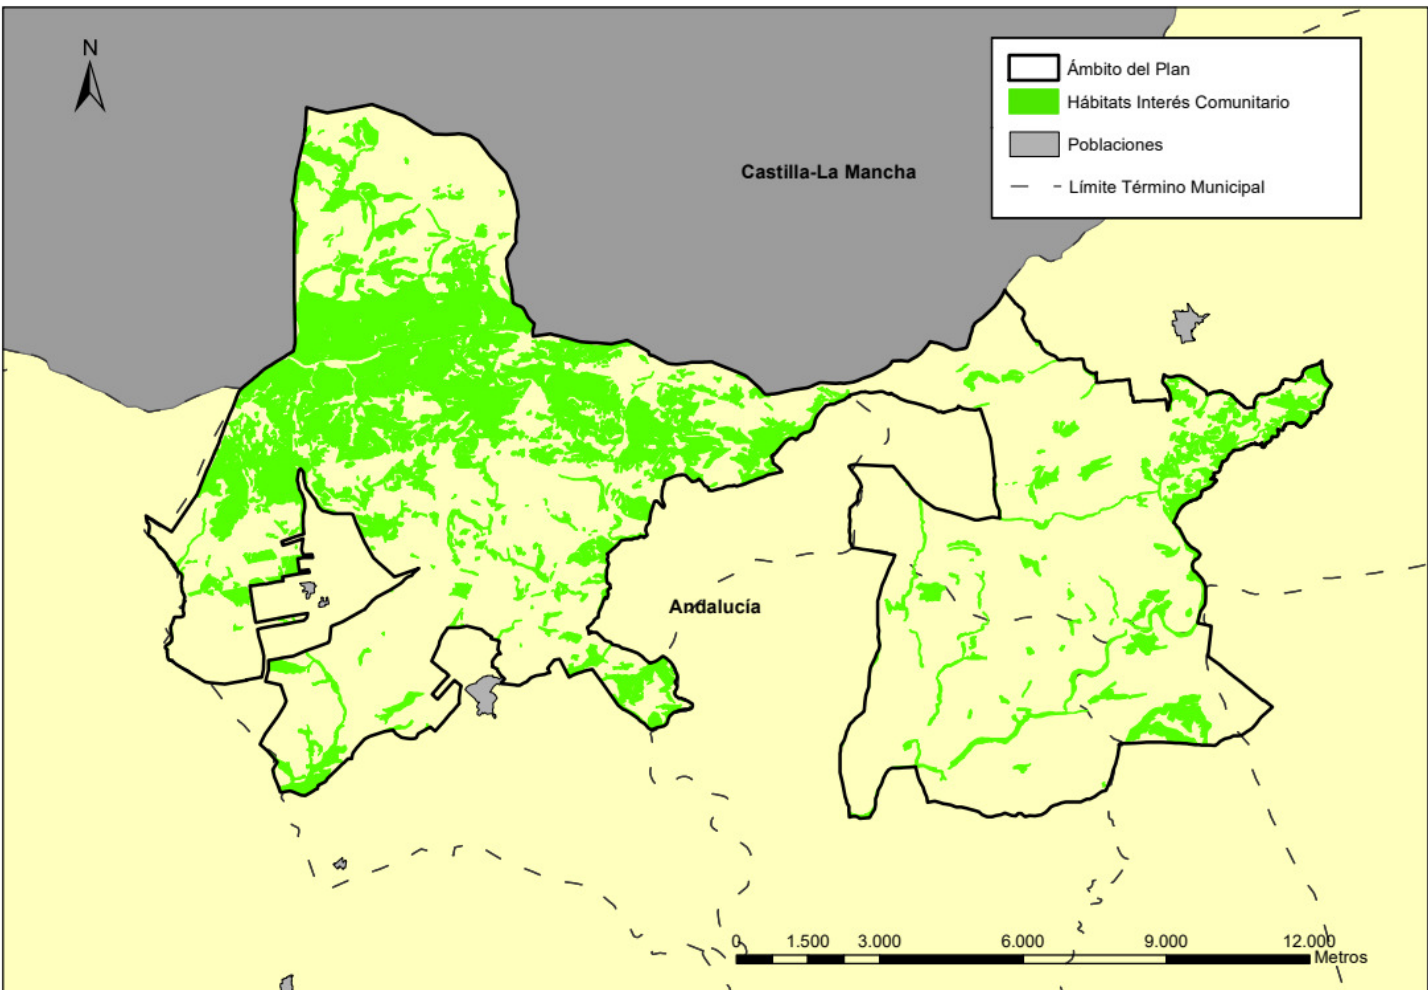 N
Ámbito del Plan
Hábitats Interés Comunitario
Poblaciones
Límite Término Municipal
Castilla-La Mancha
Andalucía
0 1.500 3.000 6.000 9.000 12.000
Metros